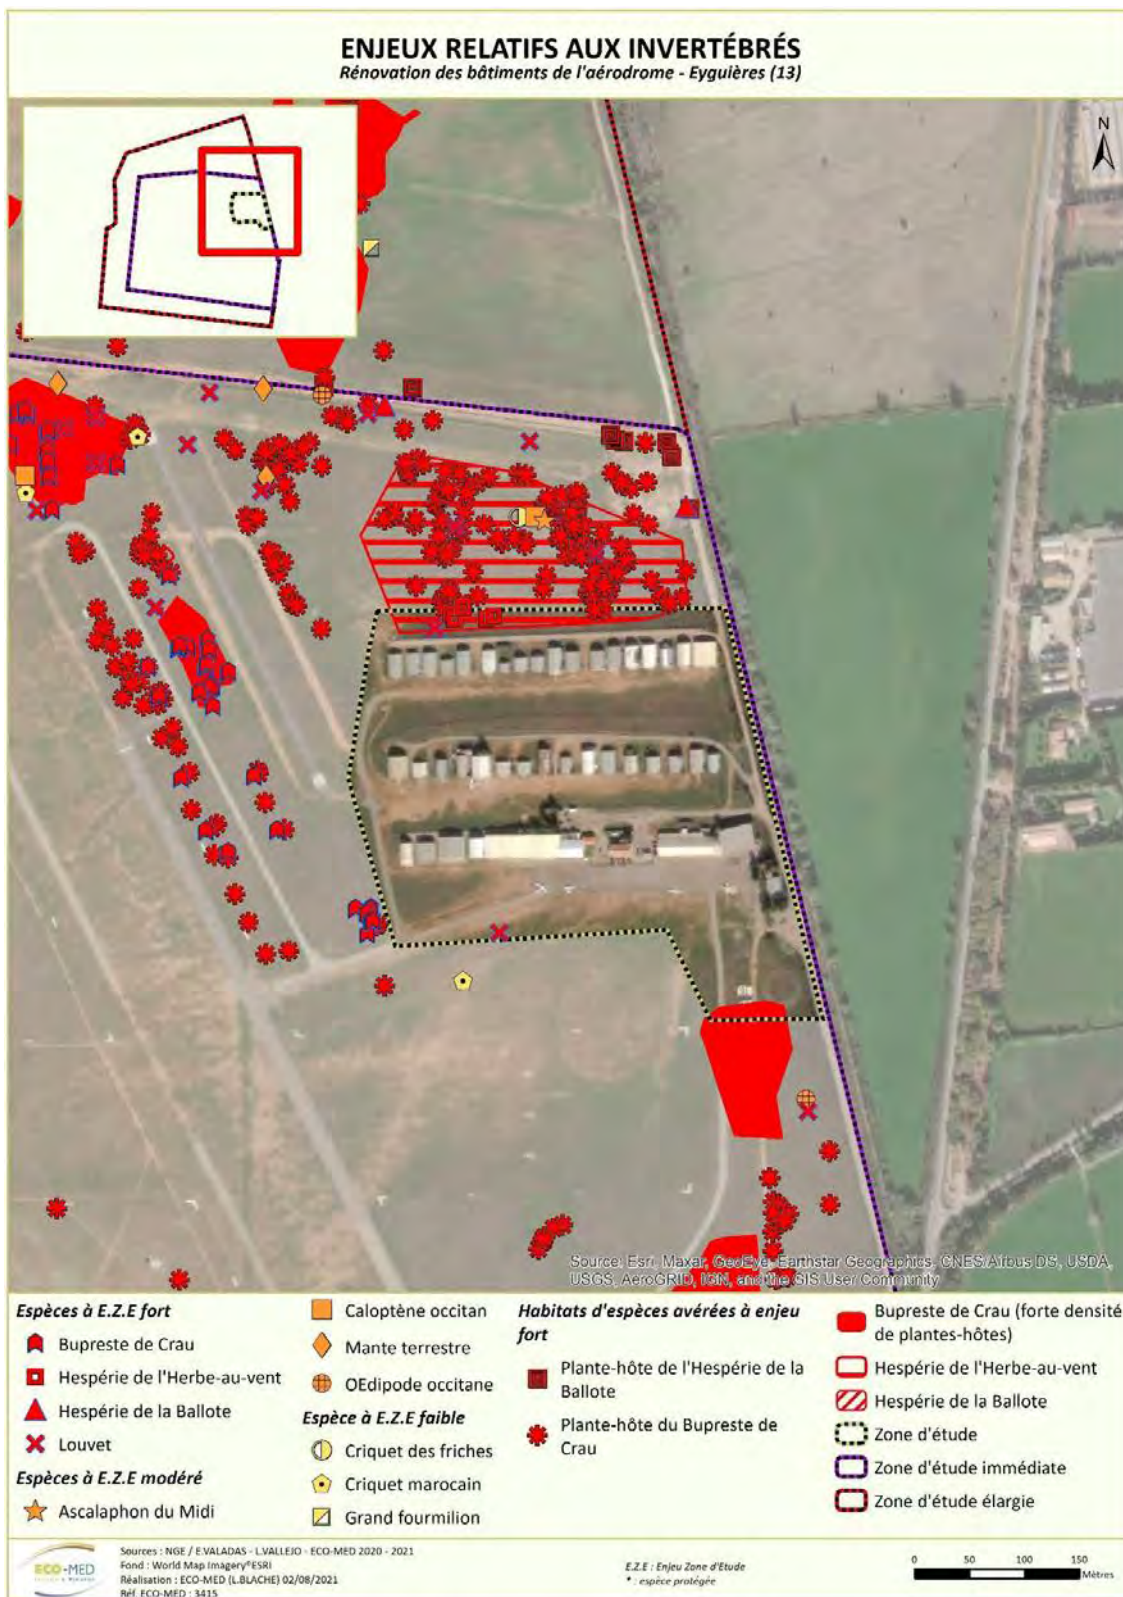 ENJEUX RELATIFS AUX INVERTÉBRÉS
Rénovation des bâtiments de l'aérodrome - Eyguières (13)
N
Source: Esri, Maxar, GeoEye, Earthstar Geographics, CNES/Airbus DS, USDA,
USGS, AeroGRID, IGN, and the GIS User Community
Espèces à E.Z.E fort
Bupreste de Crau
Hespérie de l'Herbe-au-vent
Hespérie de la Ballote
Louvet
Espèces à E.Z.E modéré
Ascalaphon du Midi
Caloptène occitan
Mante terrestre
OEdipode occitane
Espèce à E.Z.E faible
Criquet des friches
Criquet marocain
Grand fourmilion
Habitats d'espèces avérées à enjeu
fort
Plante-hôte de l'Hespérie de la
Ballote
Plante-hôte du Bupreste de
Crau
Bupreste de Crau (forte densité
de plantes-hôtes)
Hespérie de l'Herbe-au-vent
Hespérie de la Ballote
Zone d'étude
Zone d'étude immédiate
Zone d'étude élargie
ECO-MED
Sources : NGE / E.VALADAS - L.VALLEJO - ECO-MED 2020 - 2021
Fond : World Map Imagery®ESRI
Réalisation : ECO-MED (L.BLACHE) 02/08/2021
Réf. ECO-MED : 3415
E.Z.E : Enjeu Zone d'Etude
* : espèce protégée
0 50 100 150
Mètres